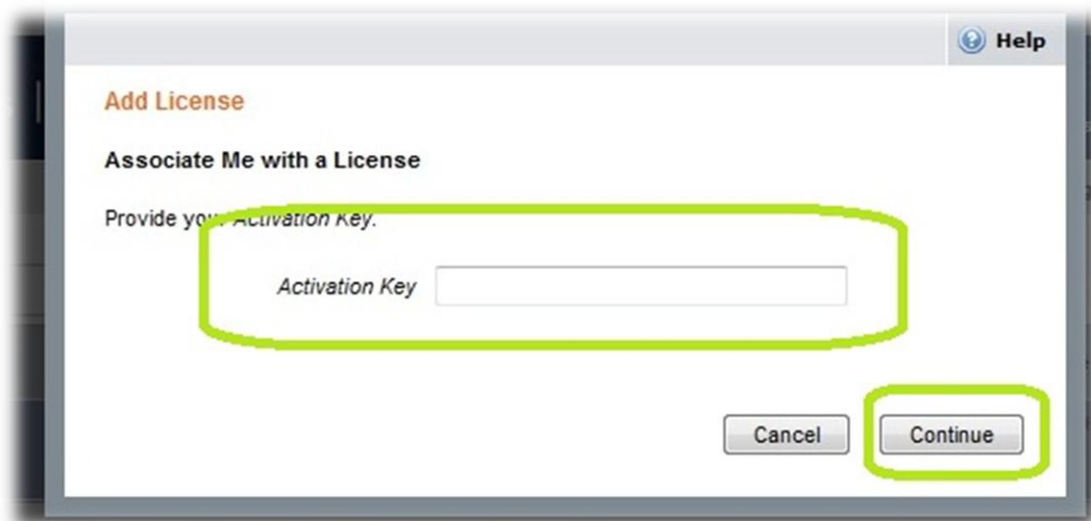 Help
Add License
Associate Me with a License
Provide your Activation Key.
Activation Key
Cancel
Continue